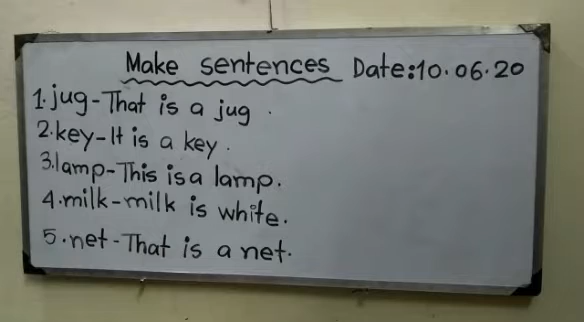 Make sentences Date:10.06.20
1.jug-That is a jug.
2.key-It is a key.
3.lamp-This is a lamp.
4.milk-milk is white.
5.net-That is a net.